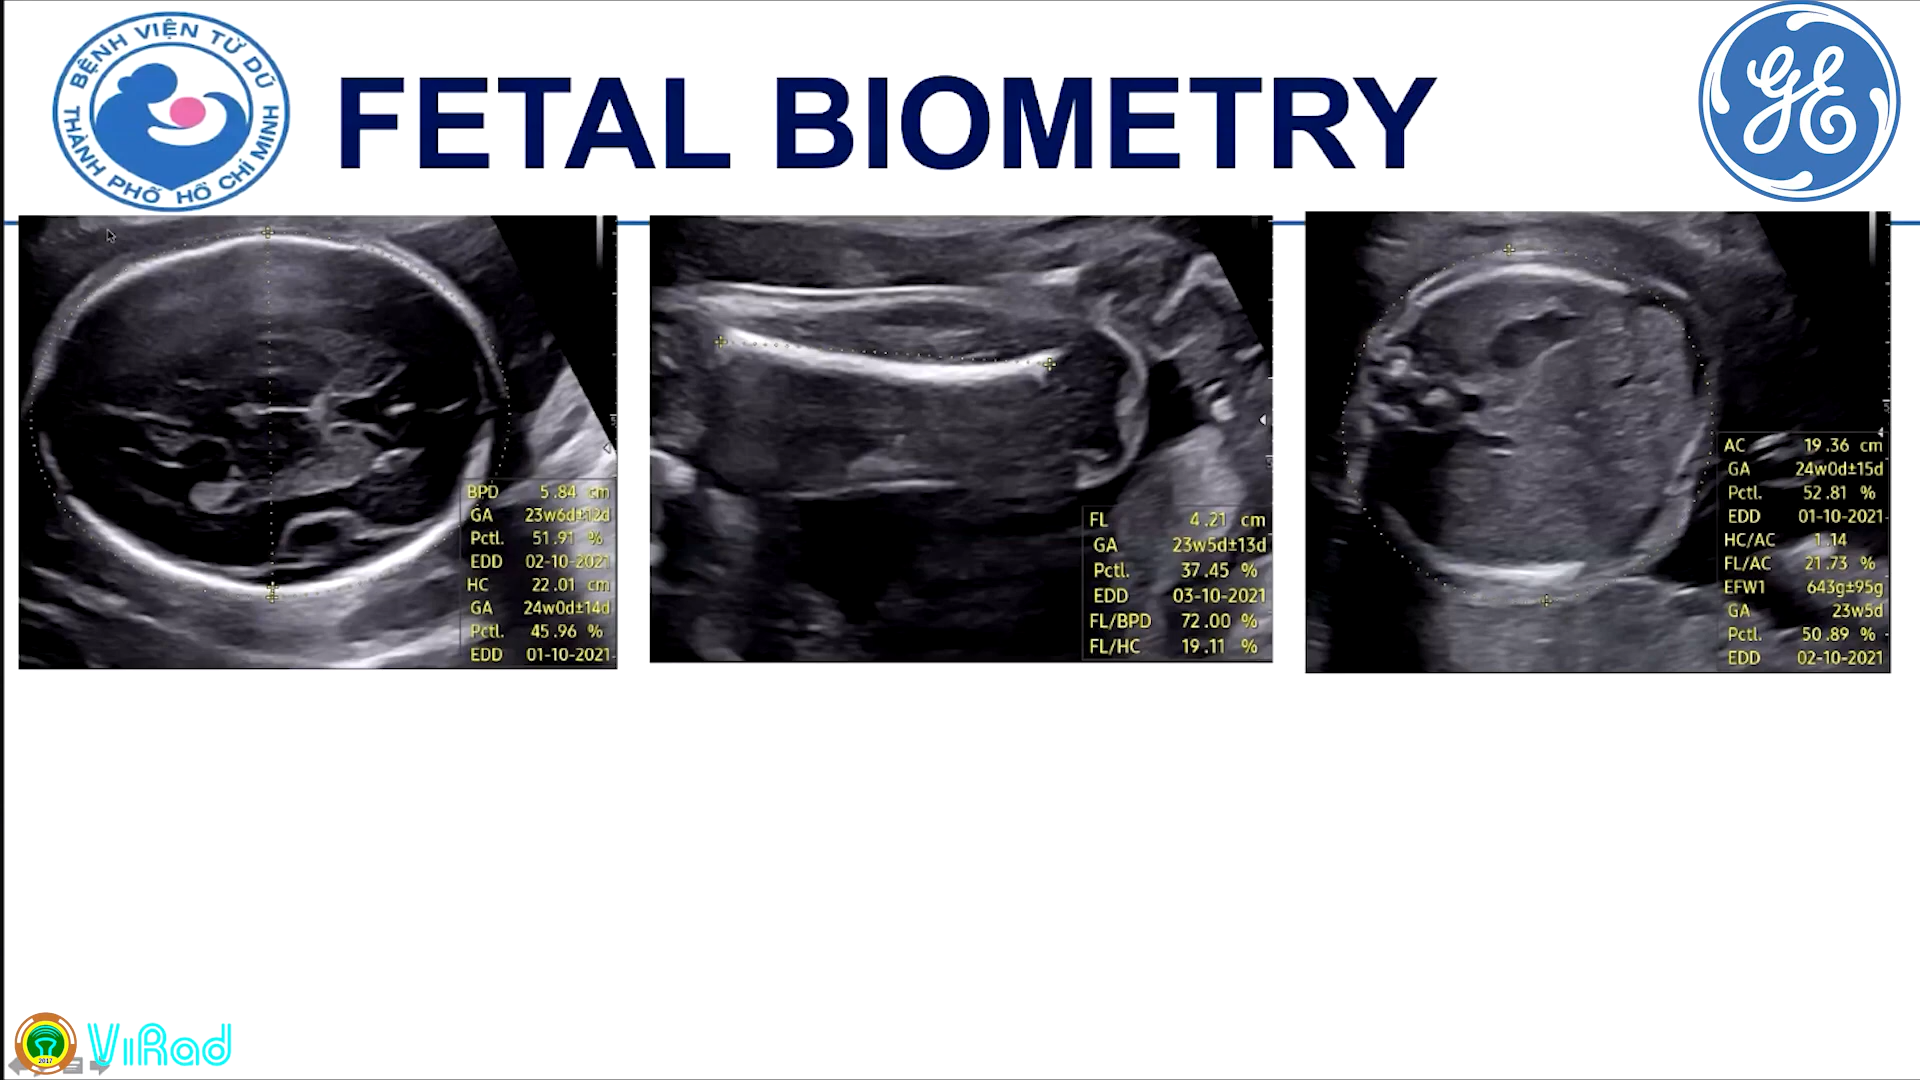 BỆNH VIỆN TỪ DŨ
THÀNH PHỐ HỒ CHÍ MINH
FETAL BIOMETRY
GE
BPD 5.84 cm
GA 23w6d±12d
Pctl. 51.91 %
EDD 02-10-2021
HC 22.01 cm
GA 24w0d±14d
Pctl. 45.96 %
EDD 01-10-2021
FL 4.21 cm
GA 23w5d±13d
Pctl. 37.45 %
EDD 03-10-2021
FL/BPD 72.00 %
FL/HC 19.11 %
AC 19.36 cm
GA 24w0d±15d
Pctl. 52.81 %
EDD 01-10-2021
HC/AC 1.14
FL/AC 21.73 %
EFW1 643g±95g
GA 23w5d
Pctl. 50.89 %
EDD 02-10-2021
2017
ViRad